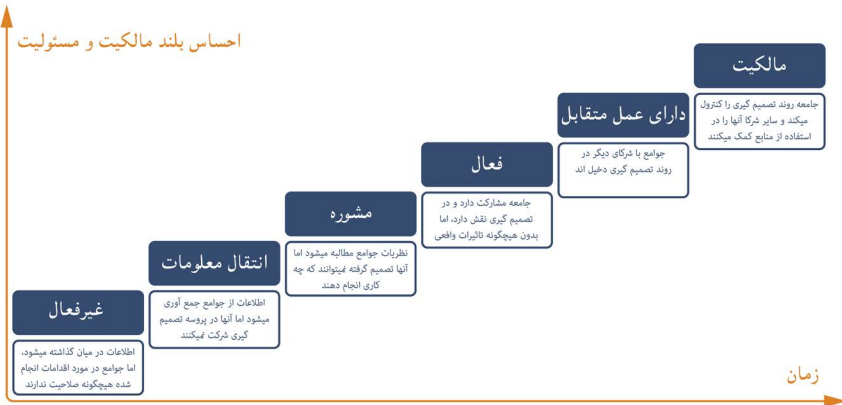 احساس بلند مالکیت و مسئولیت
مالکیت
جامعه روند تصمیم گیری را کنترول
میکند و سایر شرکا آنها را در
استفاده از منابع کمک میکنند
دارای عمل متقابل
جوامع با شرکای دیگر در
روند تصمیم گیری دخیل اند
فعال
جامعه مشارکت دارد و در
تصمیم گیری نقش دارد، اما
بدون هیچگونه تاثیرات وافعی
مشوره
نظریات جوامع مطالبه میشود اما
آنها تصمیم گرفته نمیتوانند که چه
کاری انجام دهند
انتقال معلومات
اطلاعات از جوامع جمع آوری
میشود اما آنها در پروسه تصمیم
گیری شرکت نمیکنند
غیرفعال
اطلاعات در میان گذاشته میشود،
اما جوامع در مورد اقدامات انجام
شده هیچگونه صلاحیت ندارند
زمان